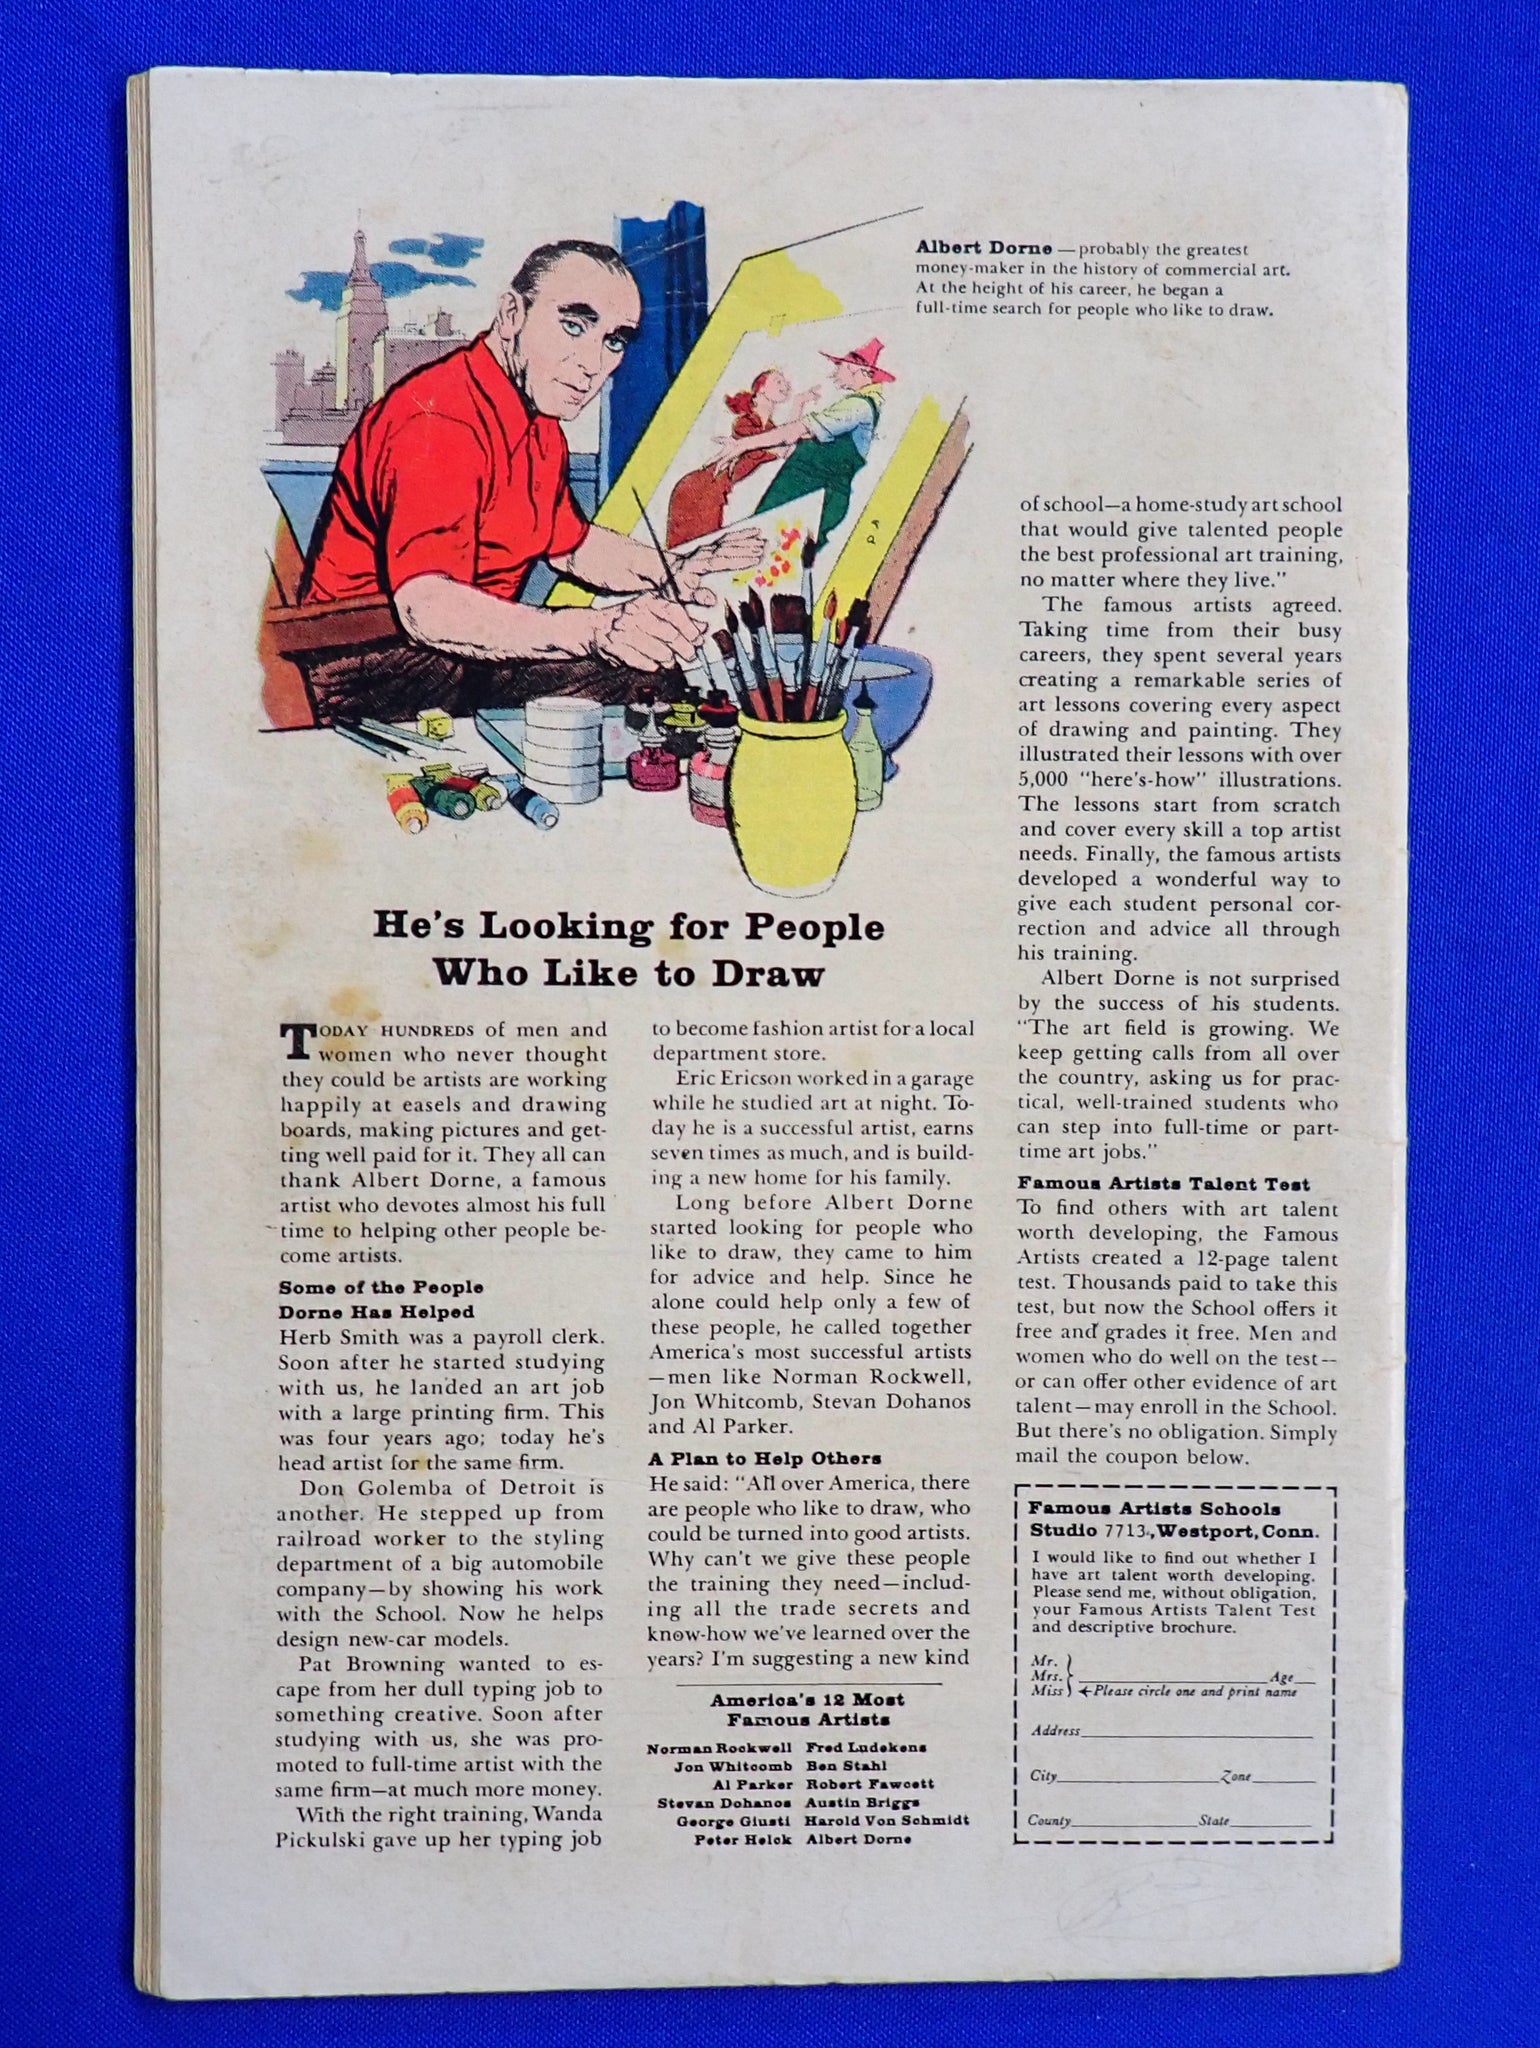 Albert Dorne — probably the greatest
money-maker in the history of commercial art.
At the height of his career, he began a
full-time search for people who like to draw.
He's Looking for People
Who Like to Draw
TODAY HUNDREDS of men and
women who never thought
they could be artists are working
happily at easels and drawing
boards, making pictures and get-
ting well paid for it. They all can
thank Albert Dorne, a famous
artist who devotes almost his full
time to helping other people be-
come artists.
Some of the People
Dorne Has Helped
Herb Smith was a payroll clerk.
Soon after he started studying
with us, he landed an art job
with a large printing firm. This
was four years ago; today he's
head artist for the same firm.
Don Golemba of Detroit is
another. He stepped up from
railroad worker to the styling
department of a big automobile
company—by showing his work
with the School. Now he helps
design new-car models.
Pat Browning wanted to es-
cape from her dull typing job to
something creative. Soon after
studying with us, she was pro-
moted to full-time artist with the
same firm—at much more money.
With the right training, Wanda
Pickulski gave up her typing job
to become fashion artist for a local
department store.
Eric Ericson worked in a garage
while he studied art at night. To-
day he is a successful artist, earns
seven times as much, and is build-
ing a new home for his family.
Long before Albert Dorne
started looking for people who
like to draw, they came to him
for advice and help. Since he
alone could help only a few of
these people, he called together
America's most successful artists
—men like Norman Rockwell,
Jon Whitcomb, Stevan Dohanos
and Al Parker.
A Plan to Help Others
He said: "All over America, there
are people who like to draw, who
could be turned into good artists.
Why can't we give these people
the training they need—includ-
ing all the trade secrets and
know-how we've learned over the
years? I'm suggesting a new kind
America's 12 Most
Famous Artists
Norman Rockwell Fred Ludekens
Jon Whitcomb Ben Stahl
Al Parker Robert Fawcett
Stevan Dohanos Austin Briggs
George Giusti Harold Von Schmidt
Peter Helck Albert Dorne
of school—a home-study art school
that would give talented people
the best professional art training,
no matter where they live."
The famous artists agreed.
Taking time from their busy
careers, they spent several years
creating a remarkable series of
art lessons covering every aspect
of drawing and painting. They
illustrated their lessons with over
5,000 "here's-how" illustrations.
The lessons start from scratch
and cover every skill a top artist
needs. Finally, the famous artists
developed a wonderful way to
give each student personal cor-
rection and advice all through
his training.
Albert Dorne is not surprised
by the success of his students.
"The art field is growing. We
keep getting calls from all over
the country, asking us for prac-
tical, well-trained students who
can step into full-time or part-
time art jobs."
Famous Artists Talent Test
To find others with art talent
worth developing, the Famous
Artists created a 12-page talent
test. Thousands paid to take this
test, but now the School offers it
free and grades it free. Men and
women who do well on the test—
or can offer other evidence of art
talent—may enroll in the School.
But there's no obligation. Simply
mail the coupon below.
Famous Artists Schools
Studio 7713, Westport, Conn.
I would like to find out whether I
have art talent worth developing.
Please send me, without obligation,
your Famous Artists Talent Test
and descriptive brochure.
Mr.
Mrs. Age
Miss ←Please circle one and print name
Address
City Zone
County State